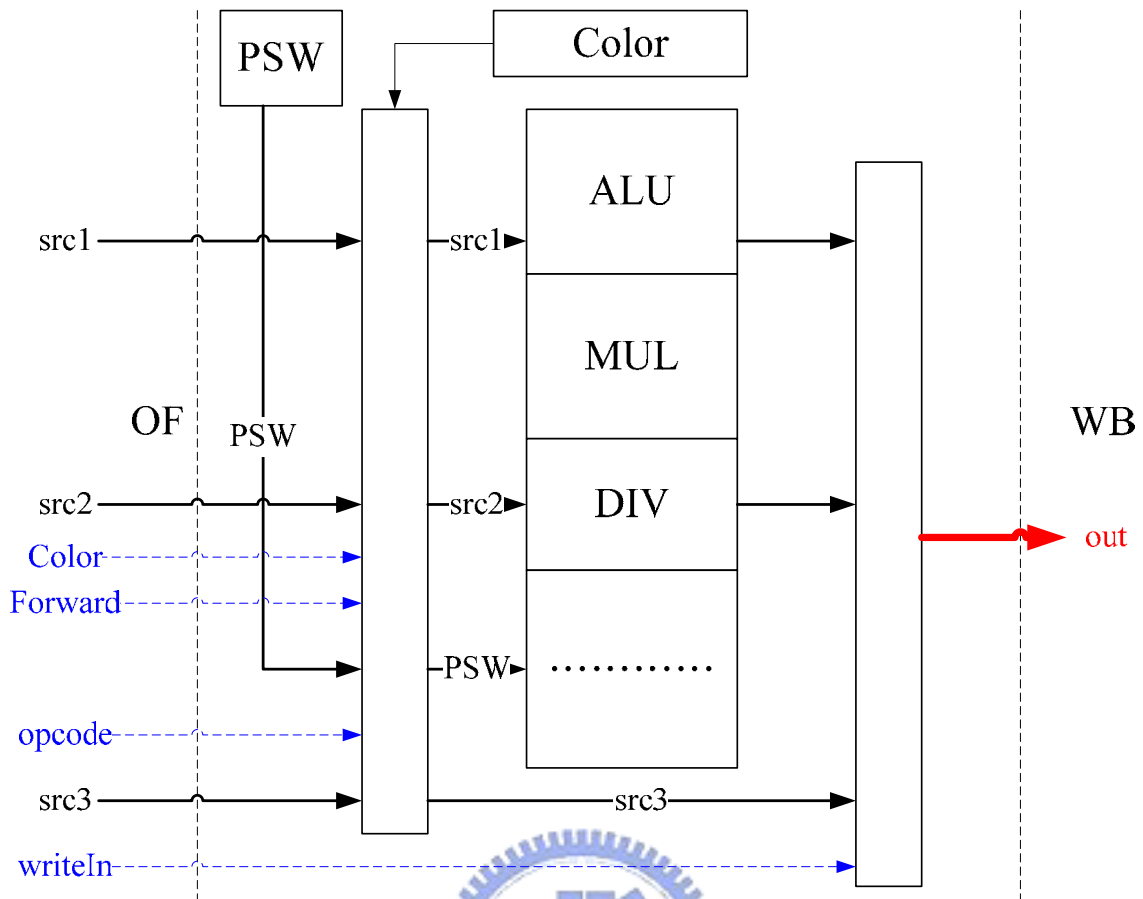 PSW
Color
ALU
src1
src1
MUL
OF
PSW
WB
src2
src2
DIV
out
Color
Forward
PSW
............
opcode
src3
src3
writeIn